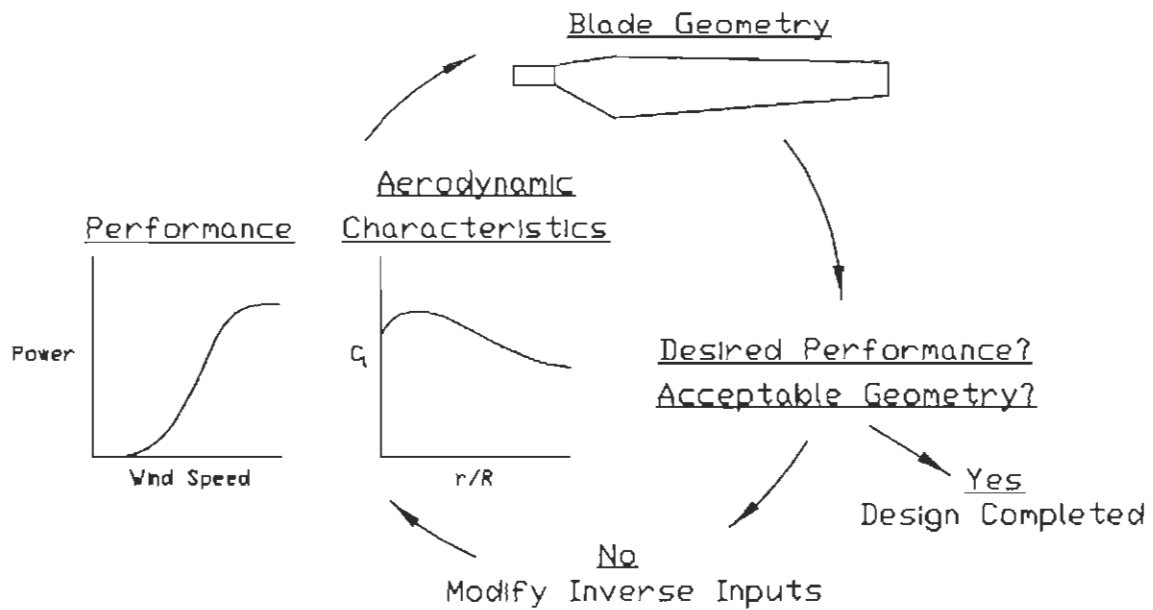 Blade Geometry
Aerodynamic
Performance
Characteristics
Power
Wind Speed
Cl
r/R
Desired Performance?
Acceptable Geometry?
Yes
Design Completed
No
Modify Inverse Inputs